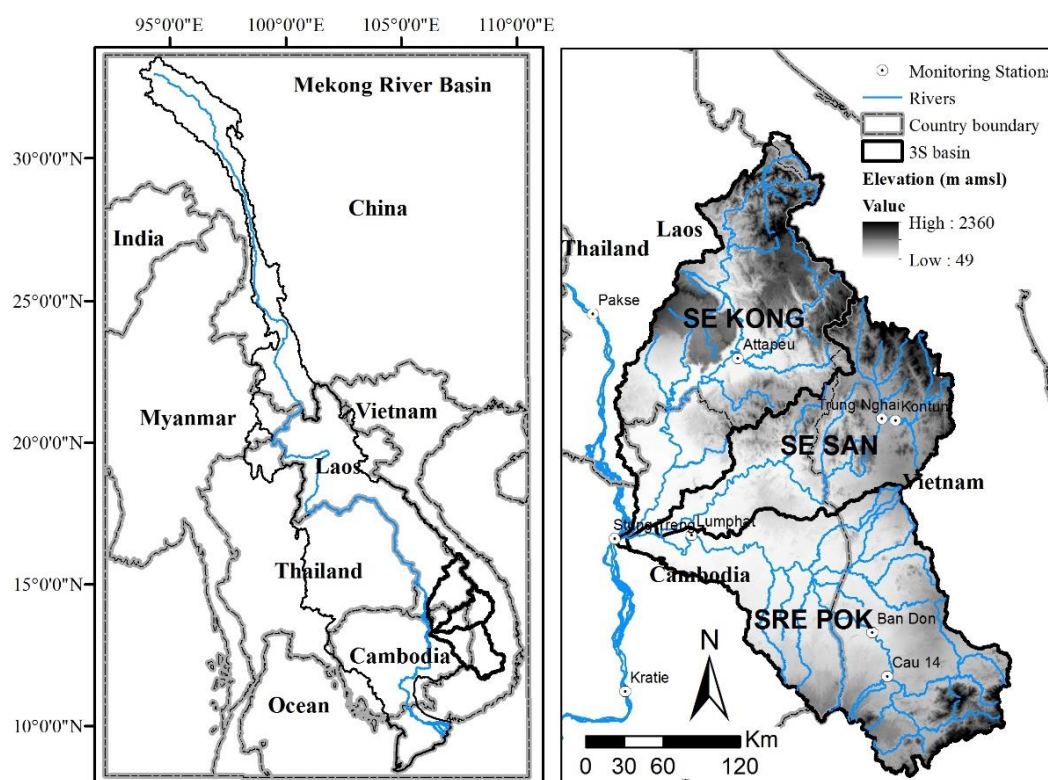 95°0'0"E 100°0'0"E 105°0'0"E 110°0'0"E
Mekong River Basin
30°0'0"N
China
India
25°0'0"N
Myanmar
Vietnam
20°0'0"N
Laos
15°0'0"N
Thailand
Cambodia
Ocean
10°0'0"N
Monitoring Stations
Rivers
Country boundary
3S basin
Elevation (m amsl)
Value
High : 2360
Low : 49
Laos
Thailand
Pakse
SE KONG
Attapeu
Trung Nghai
Kontun
SE SAN
Vietnam
Stung Treng
Lumphat
Cambodia
SRE POK
Ban Don
N
Cau 14
Kratie
Km
0 30 60 120